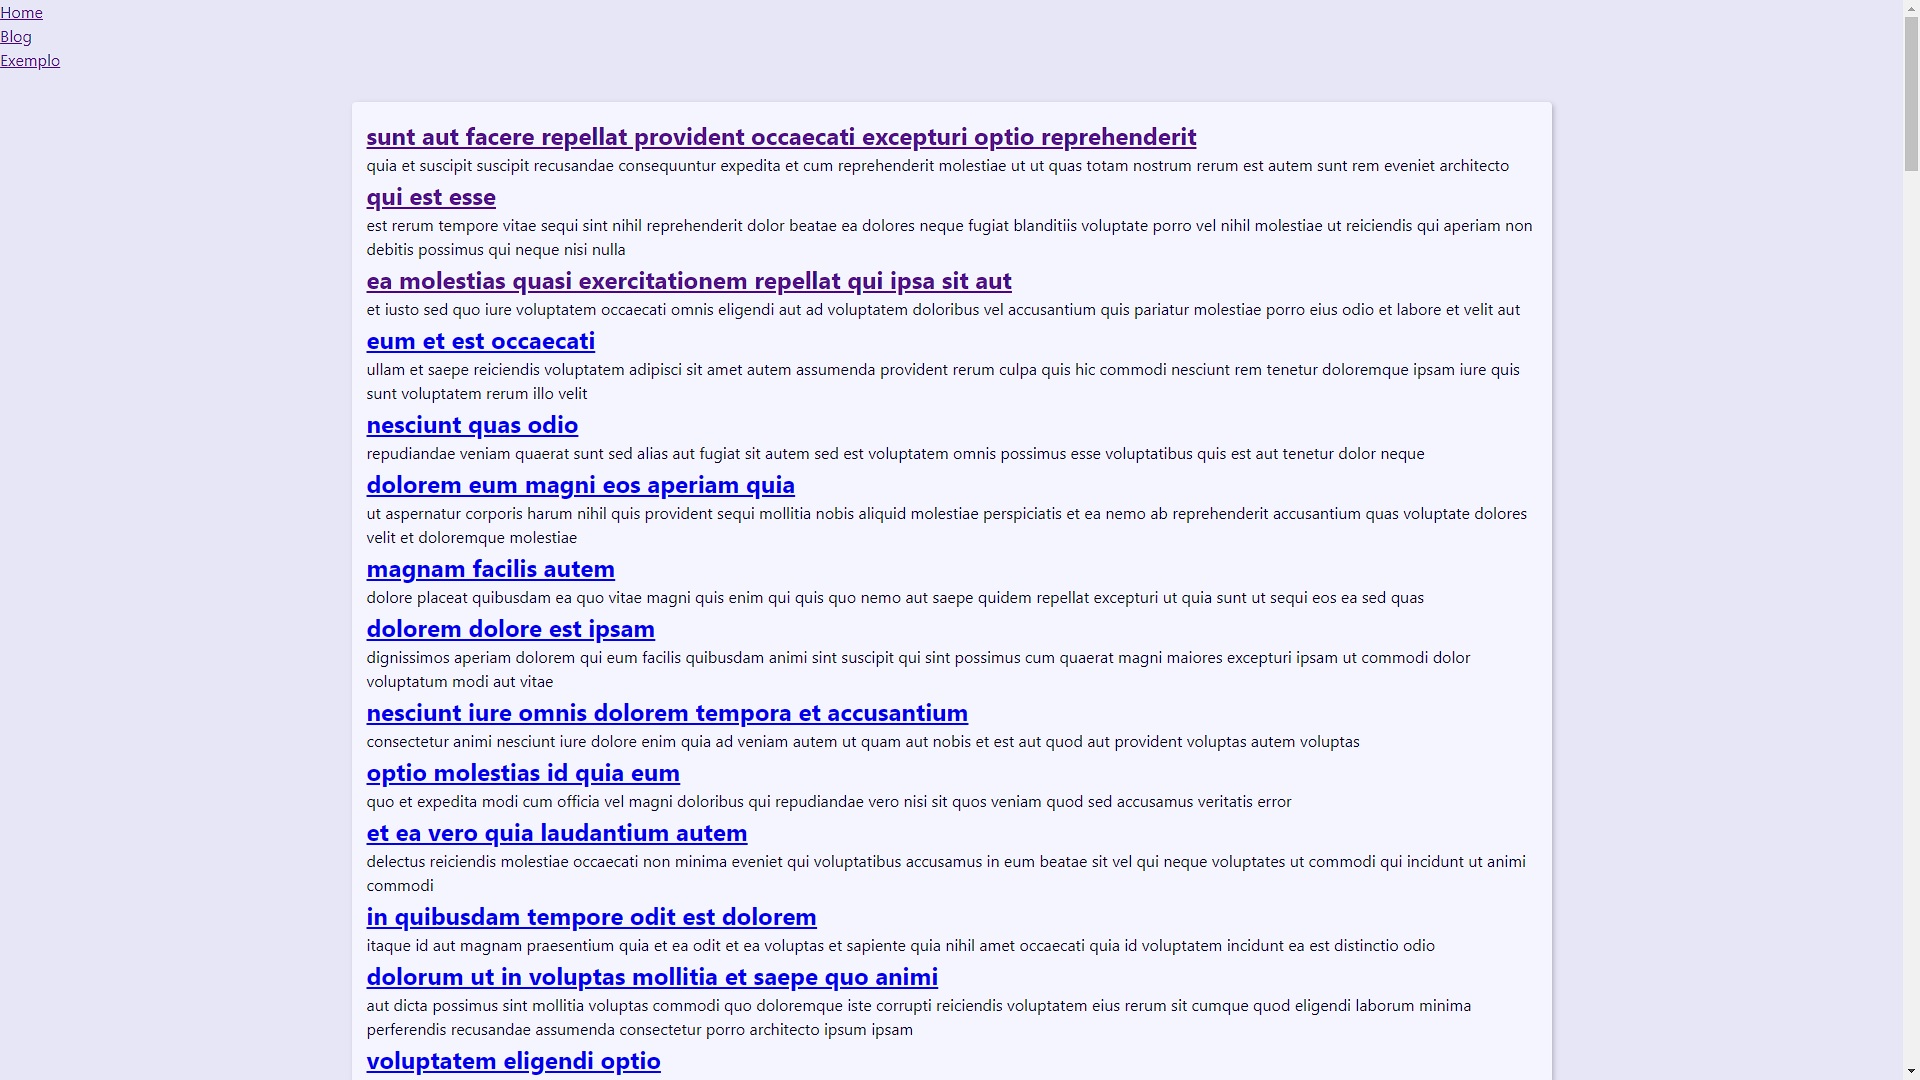 Home
Blog
Exemplo
sunt aut facere repellat provident occaecati excepturi optio reprehenderit
quia et suscipit suscipit recusandae consequuntur expedita et cum reprehenderit molestiae ut ut quas totam nostrum rerum est autem sunt rem eveniet architecto
qui est esse
est rerum tempore vitae sequi sint nihil reprehenderit dolor beatae ea dolores neque fugiat blanditiis voluptate porro vel nihil molestiae ut reiciendis qui aperiam non
debitis possimus qui neque nisi nulla
ea molestias quasi exercitationem repellat qui ipsa sit aut
et iusto sed quo iure voluptatem occaecati omnis eligendi aut ad voluptatem doloribus vel accusantium quis pariatur molestiae porro eius odio et labore et velit aut
eum et est occaecati
ullam et saepe reiciendis voluptatem adipisci sit amet autem assumenda provident rerum culpa quis hic commodi nesciunt rem tenetur doloremque ipsam iure quis
sunt voluptatem rerum illo velit
nesciunt quas odio
repudiandae veniam quaerat sunt sed alias aut fugiat sit autem sed est voluptatem omnis possimus esse voluptatibus quis est aut tenetur dolor neque
dolorem eum magni eos aperiam quia
ut aspernatur corporis harum nihil quis provident sequi mollitia nobis aliquid molestiae perspiciatis et ea nemo ab reprehenderit accusantium quas voluptate dolores
velit et doloremque molestiae
magnam facilis autem
dolore placeat quibusdam ea quo vitae magni quis enim qui quis quo nemo aut saepe quidem repellat excepturi ut quia sunt ut sequi eos ea sed quas
dolorem dolore est ipsam
dignissimos aperiam dolorem qui eum facilis quibusdam animi sint suscipit qui sint possimus cum quaerat magni maiores excepturi ipsam ut commodi dolor
voluptatum modi aut vitae
nesciunt iure omnis dolorem tempora et accusantium
consectetur animi nesciunt iure dolore enim quia ad veniam autem ut quam aut nobis et est aut quod aut provident voluptas autem voluptas
optio molestias id quia eum
quo et expedita modi cum officia vel magni doloribus qui repudiandae vero nisi sit quos veniam quod sed accusamus veritatis error
et ea vero quia laudantium autem
delectus reiciendis molestiae occaecati non minima eveniet qui voluptatibus accusamus in eum beatae sit vel qui neque voluptates ut commodi qui incidunt ut animi
commodi
in quibusdam tempore odit est dolorem
itaque id aut magnam praesentium quia et ea odit et ea voluptas et sapiente quia nihil amet occaecati quia id voluptatem incidunt ea est distinctio odio
dolorum ut in voluptas mollitia et saepe quo animi
aut dicta possimus sint mollitia voluptas commodi quo doloremque iste corrupti reiciendis voluptatem eius rerum sit cumque quod eligendi laborum minima
perferendis recusandae assumenda consectetur porro architecto ipsum ipsam
voluptatem eligendi optio